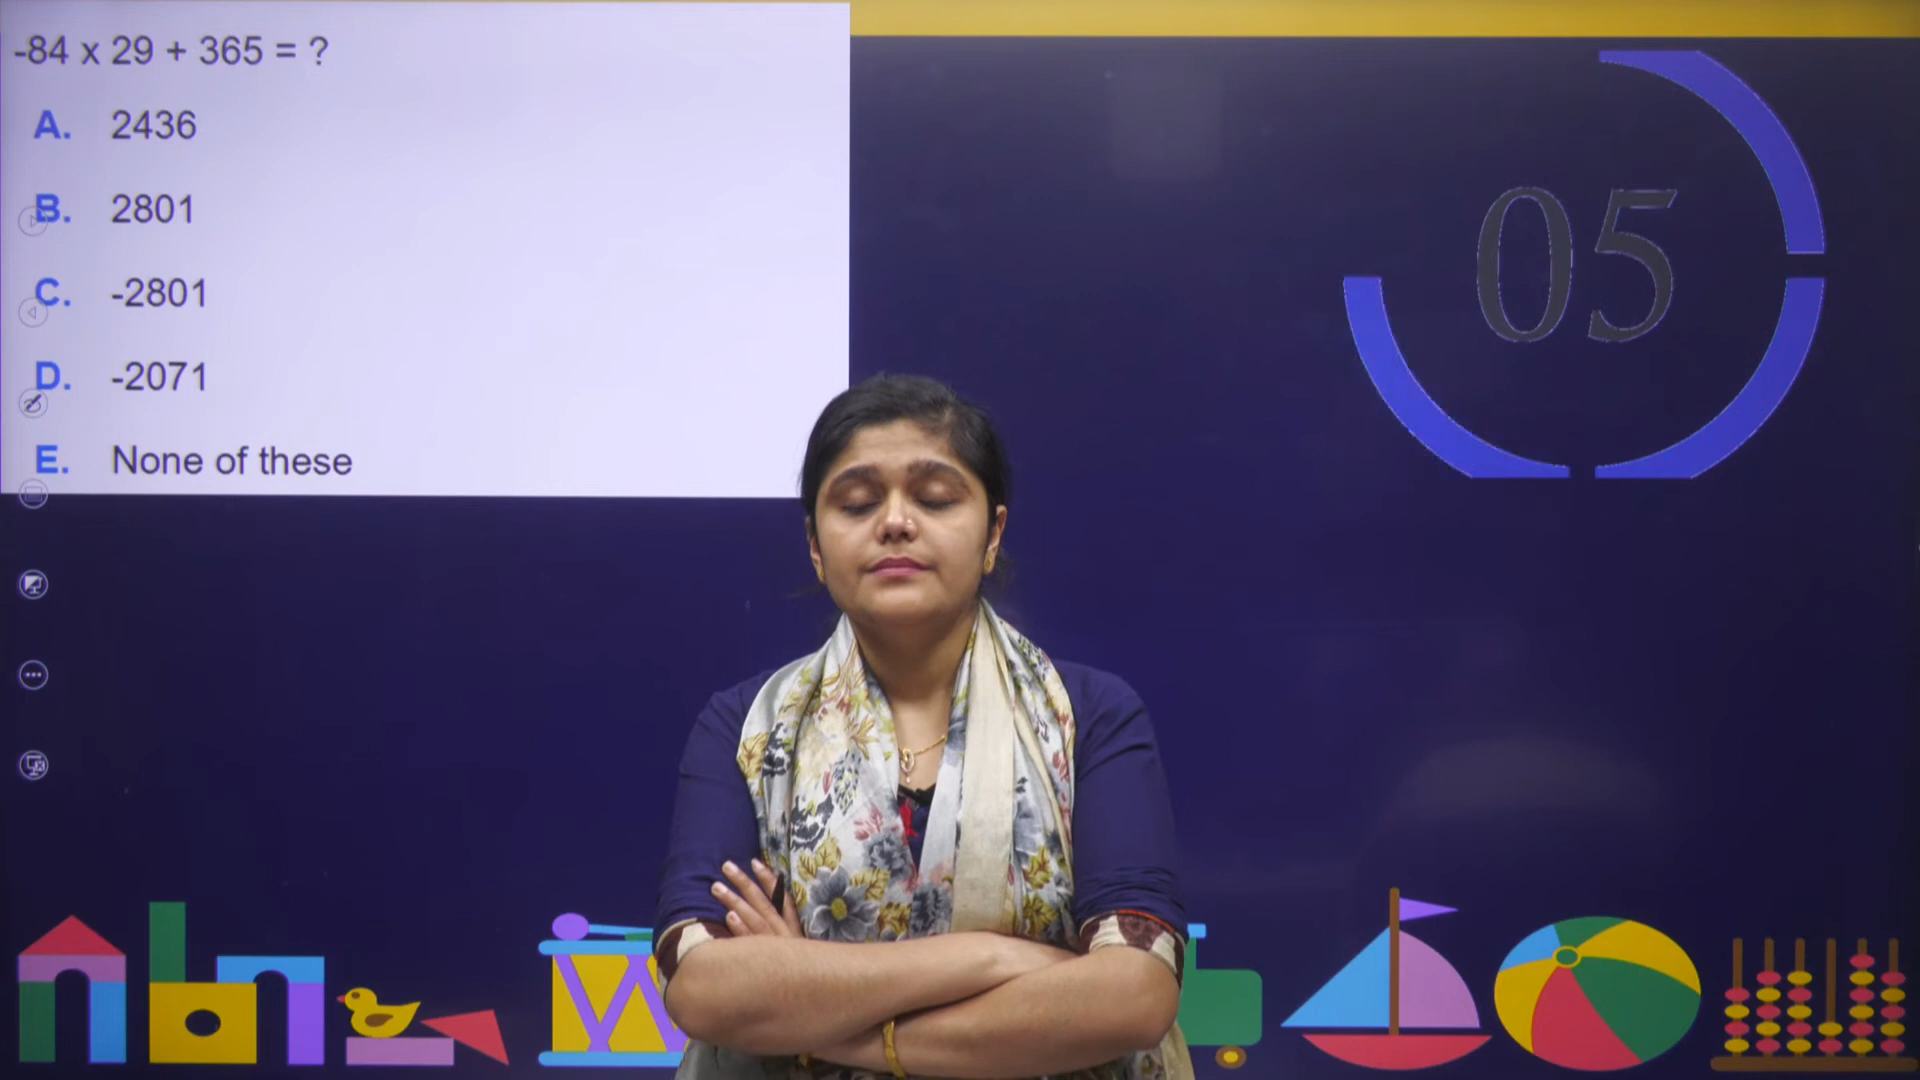 -84 x 29 + 365 = ?
A. 2436
B. 2801
C. -2801
D. -2071
E. None of these
05